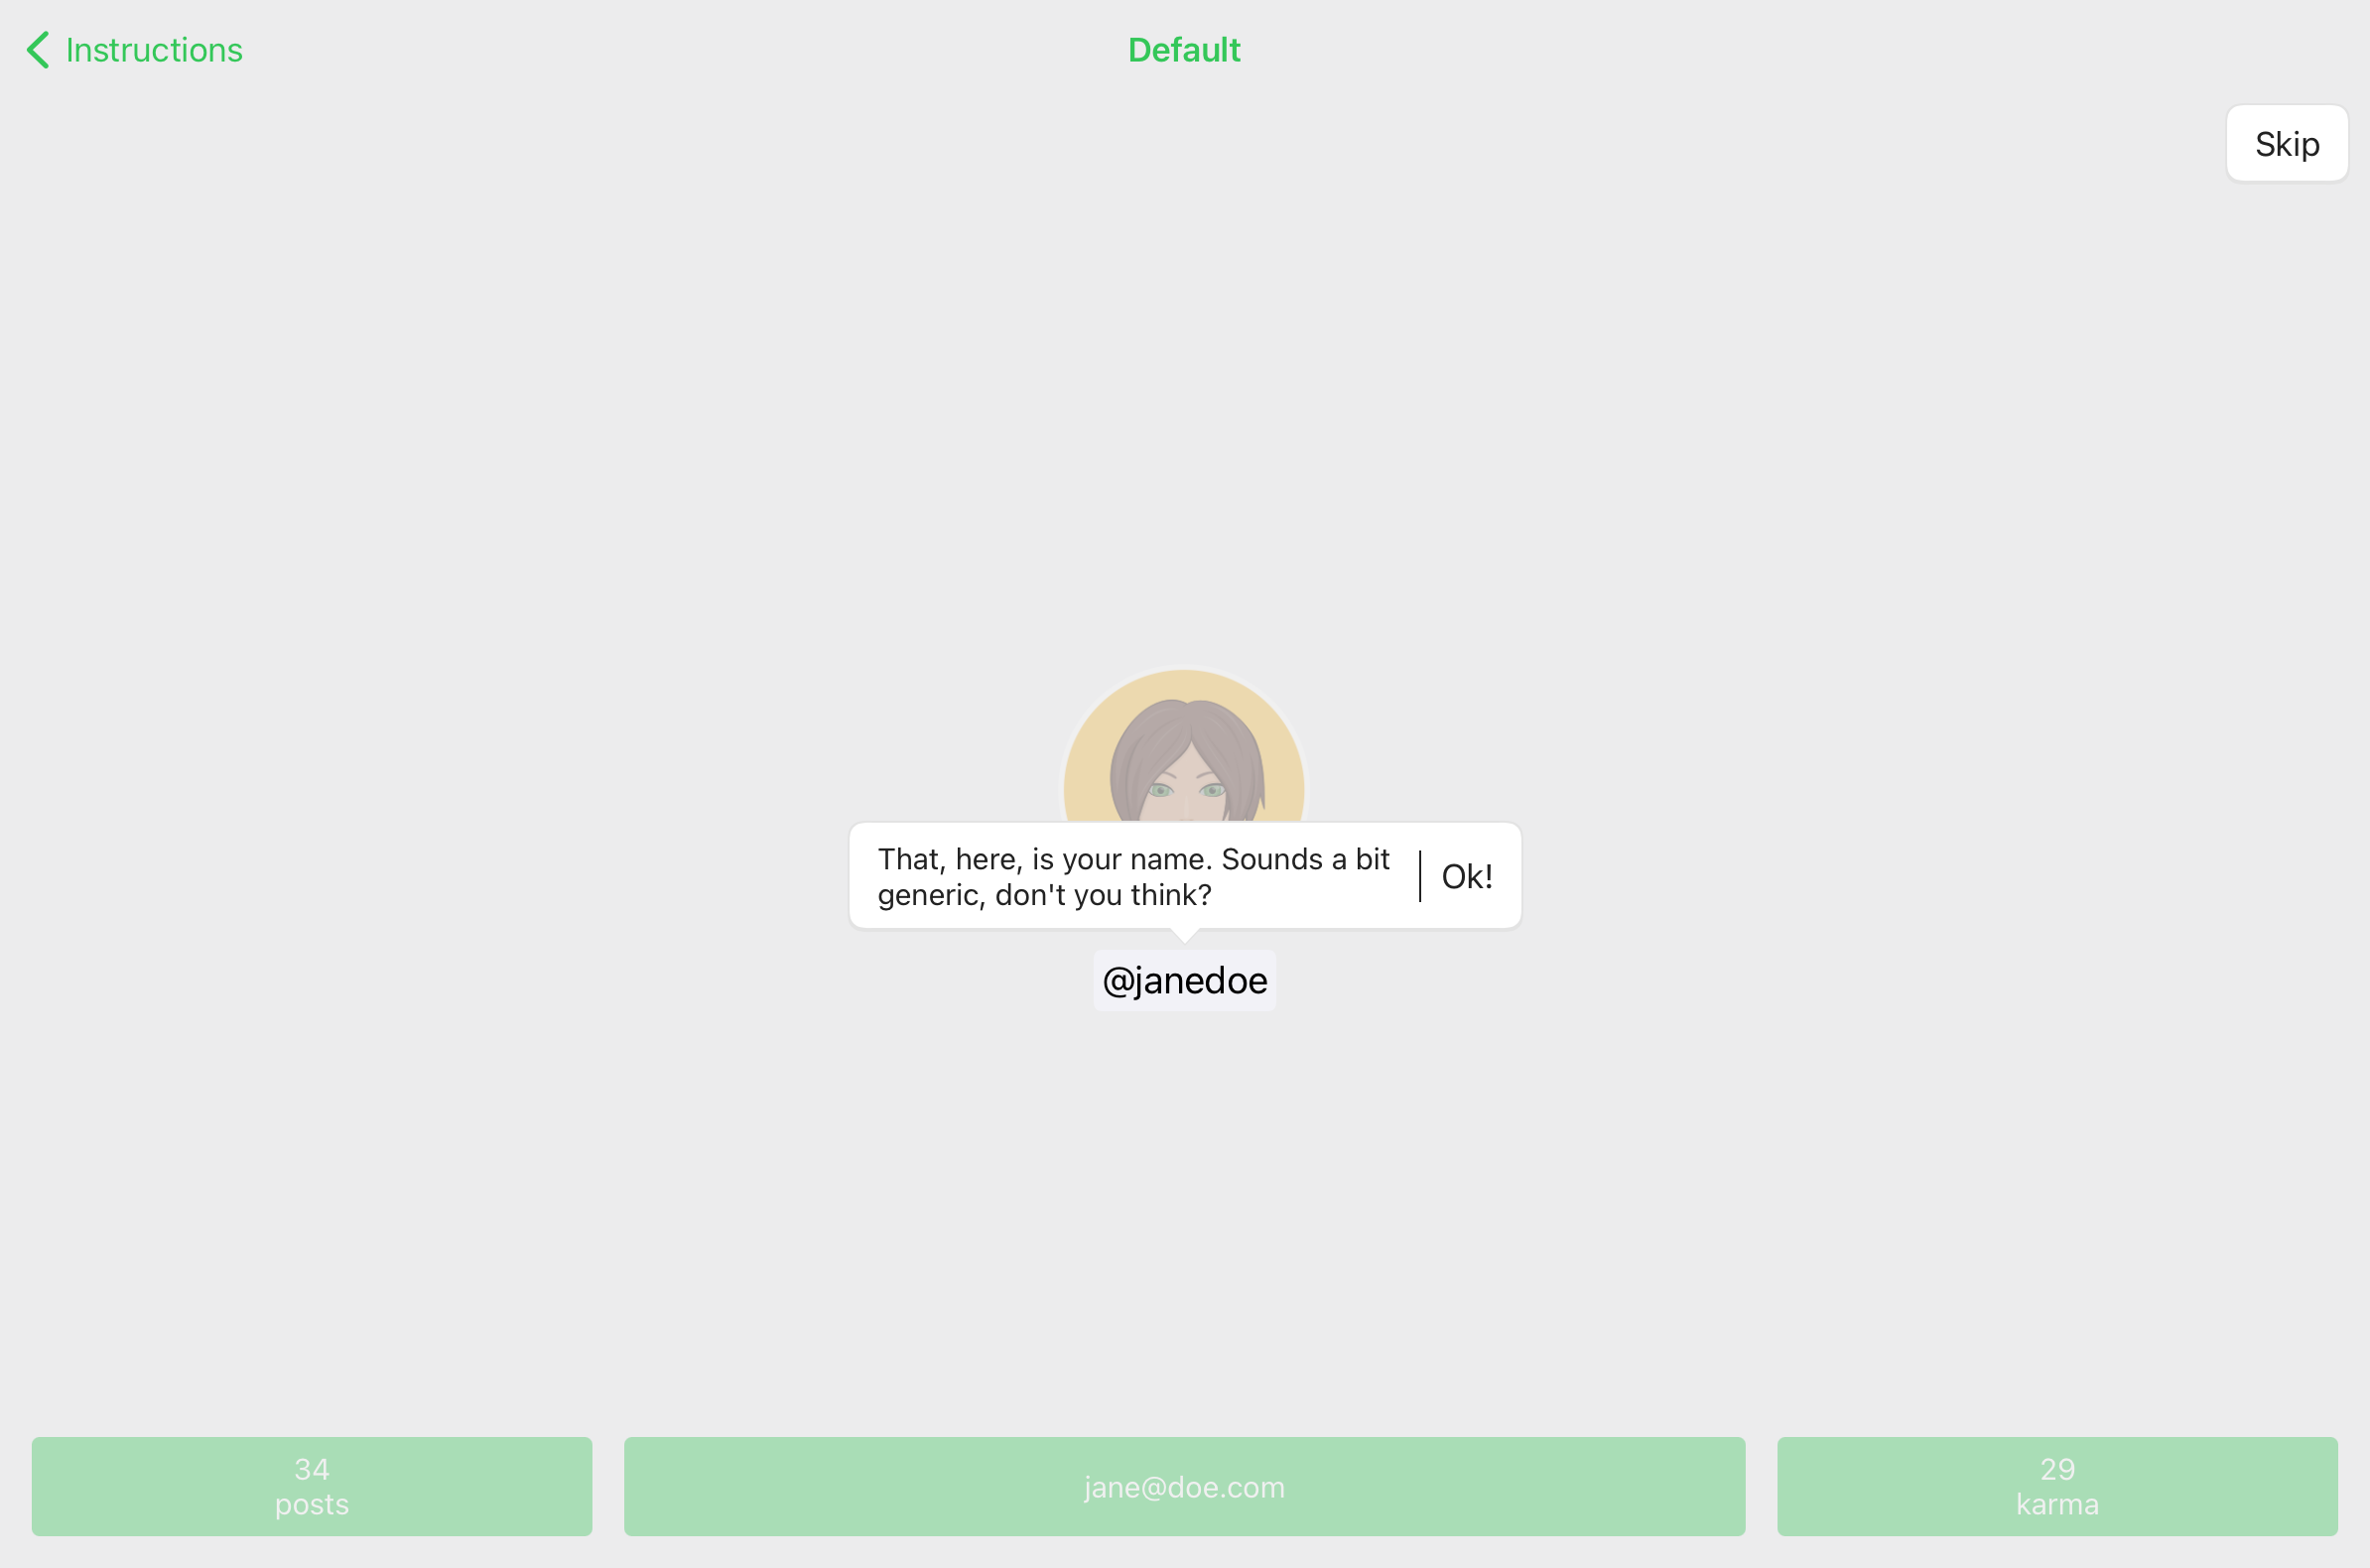 Instructions
Default
Skip
That, here, is your name. Sounds a bit
generic, don't you think?
Ok!
@janedoe
34
posts
jane@doe.com
29
karma